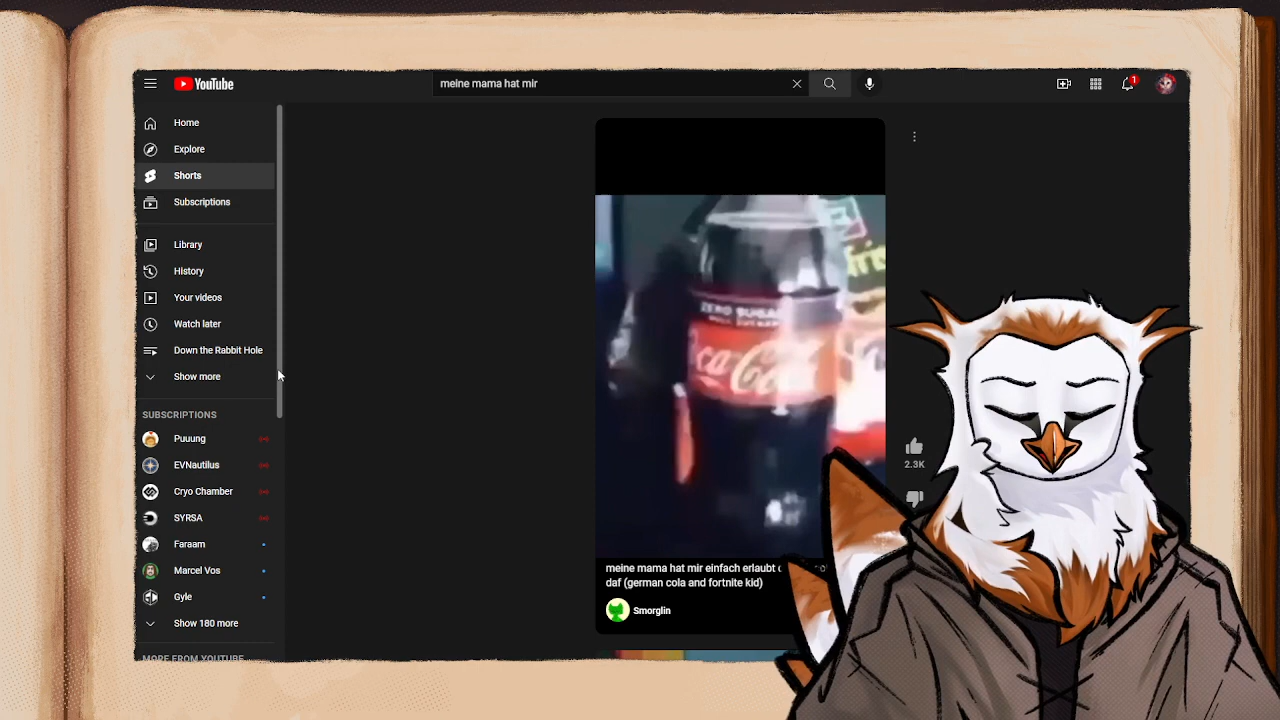 YouTube
meine mama hat mir
1
Home
Explore
Shorts
Subscriptions
Library
History
Your videos
Watch later
Down the Rabbit Hole
Show more
SUBSCRIPTIONS
Puuung
EVNautilus
Cryo Chamber
SYRSA
Faraam
Marcel Vos
Gyle
Show 180 more
MORE FROM YOUTUBE
ZERO SUGAR
Coca-Cola
2.3K
meine mama hat mir einfach erlaubt
daf (german cola and fortnite kid)
Smorglin